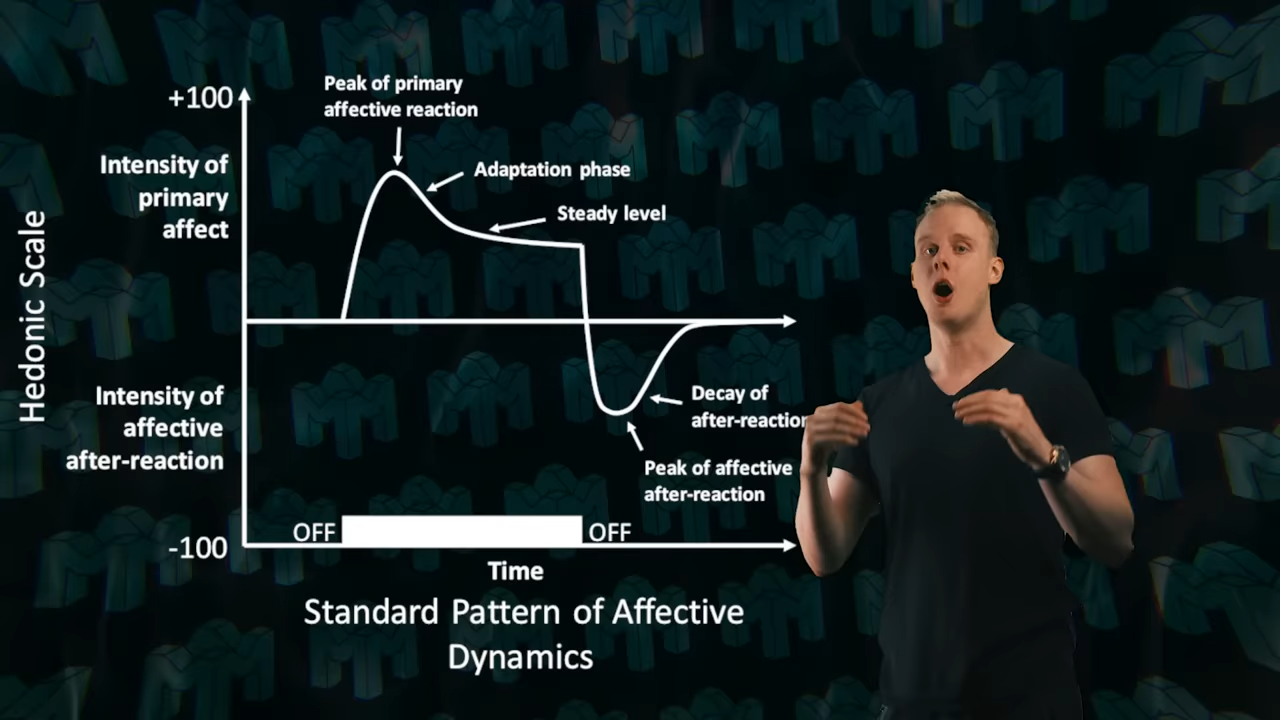 Peak of primary
affective reaction
+100
Intensity of
primary
affect
Adaptation phase
Steady level
Hedonic Scale
Intensity of
affective
after-reaction
Decay of
after-reaction
Peak of affective
after-reaction
OFF
OFF
-100
Time
Standard Pattern of Affective
Dynamics